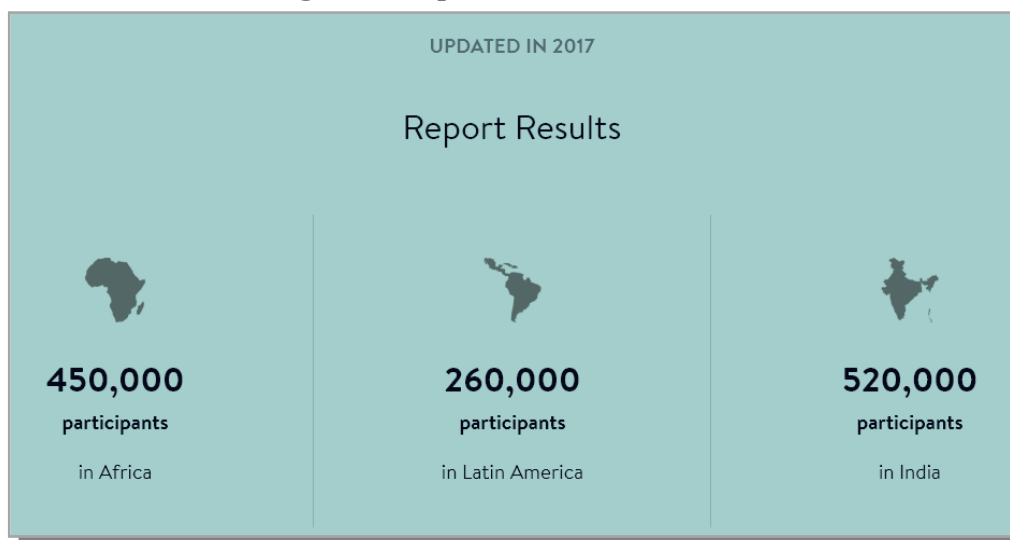 UPDATED IN 2017
Report Results
450,000
participants
in Africa
260,000
participants
in Latin America
520,000
participants
in India